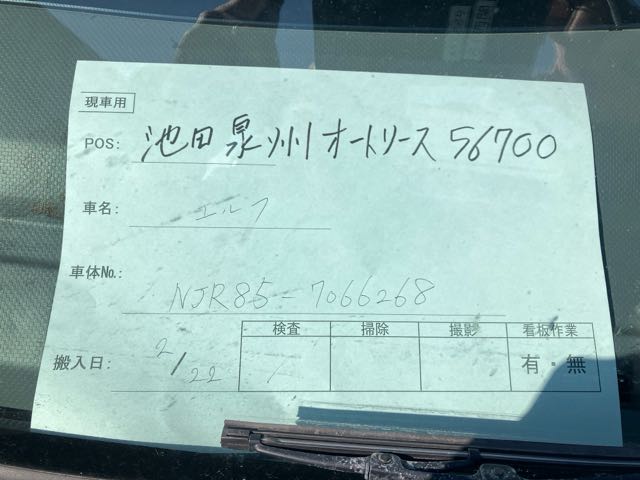 現車用
POS: 池田泉州オートリース 56700
車名: エルフ
車体No.: NJR85-7066268
検査 掃除 撮影 看板作業
搬入日: 2/22 有・無